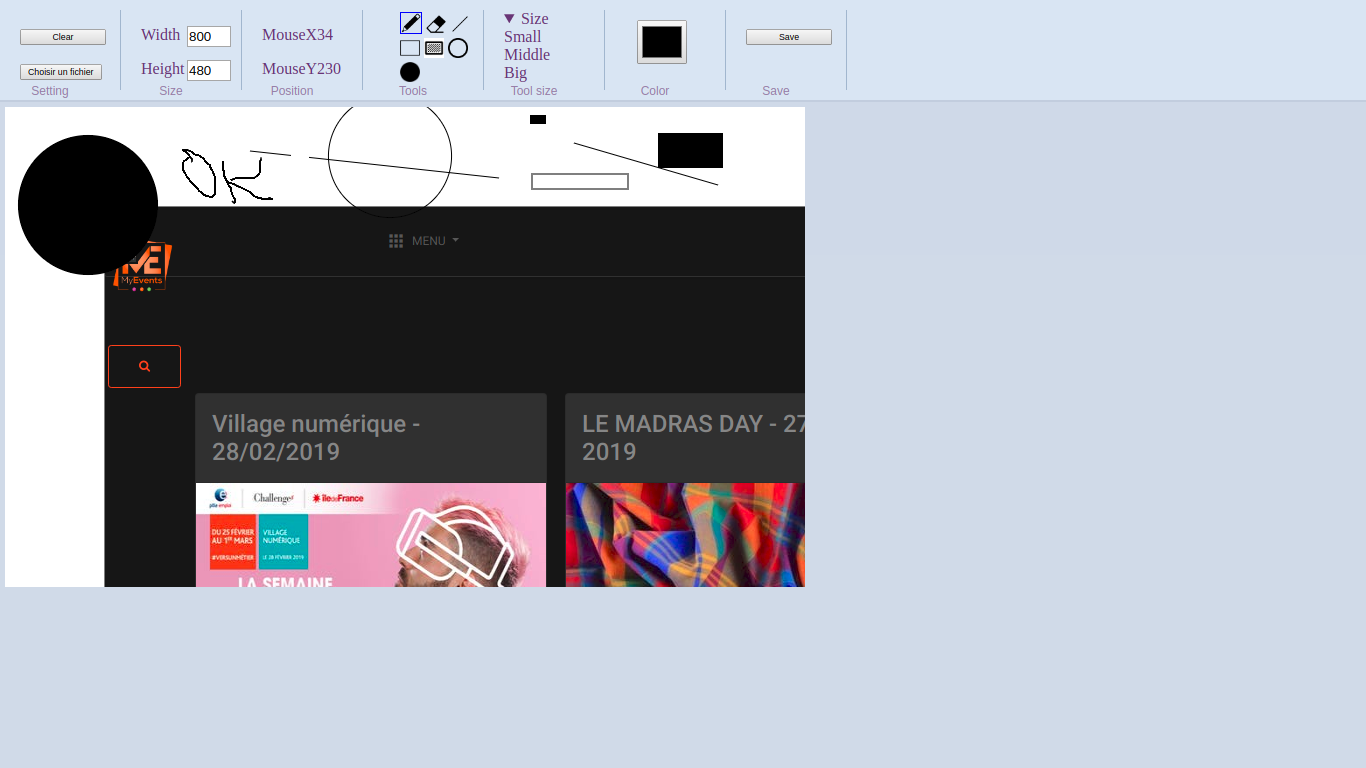 Clear
Choisir un fichier
Setting
Width 800
Height 480
Size
MouseX34
MouseY230
Position
Tools
▼ Size
Small
Middle
Big
Tool size
Color
Save
Save
OK
MENU
MyEvents
Village numérique -
28/02/2019
LE MADRAS DAY - 27
2019
pôle emploi
Challenges
îledeFrance
DU 25 FÉVRIER
AU 1ER MARS
#VERSUNMÉTIER
VILLAGE
NUMÉRIQUE
LE 28 FÉVRIER 2019
LA SEMAINE